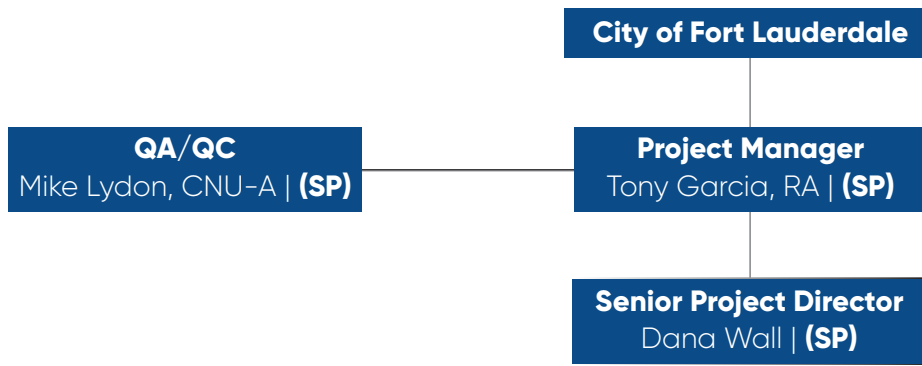 City of Fort Lauderdale
QA/QC
Mike Lydon, CNU-A | (SP)
Project Manager
Tony Garcia, RA | (SP)
Senior Project Director
Dana Wall | (SP)